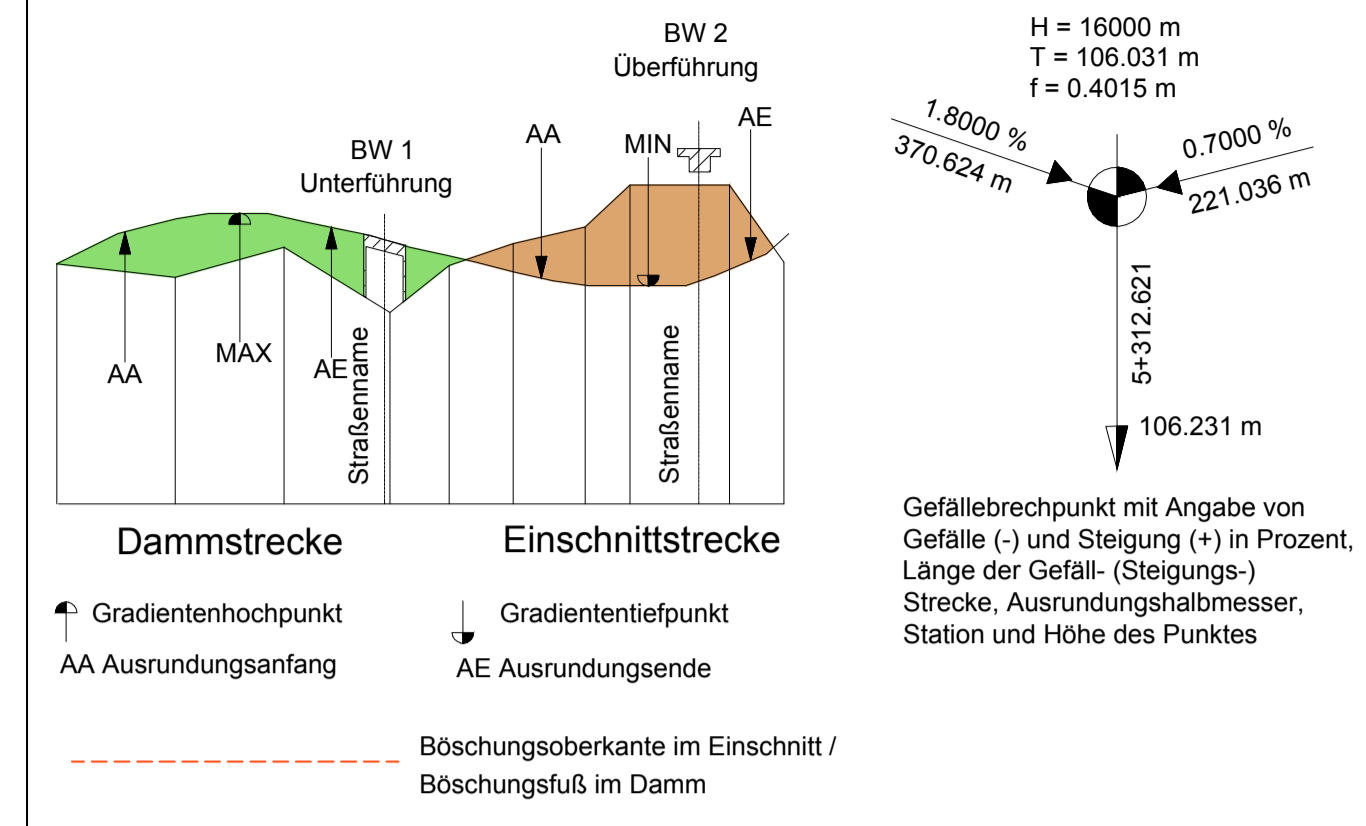 BW 1
Unterführung
BW 2
Überführung
AA
MIN
AE
AA
MAX
AE
Straßenname
Straßenname
Dammstrecke
Einschnittstrecke
Gradientenhochpunkt
Gradiententiefpunkt
AA Ausrundungsanfang
AE Ausrundungsende
Böschungsoberkante im Einschnitt /
Böschungsfuß im Damm
H = 16000 m
T = 106.031 m
f = 0.4015 m
1.8000 %
370.624 m
0.7000 %
221.036 m
5+312.621
106.231 m
Gefällebrechpunkt mit Angabe von
Gefälle (-) und Steigung (+) in Prozent,
Länge der Gefäll- (Steigungs-)
Strecke, Ausrundungshalbmesser,
Station und Höhe des Punktes